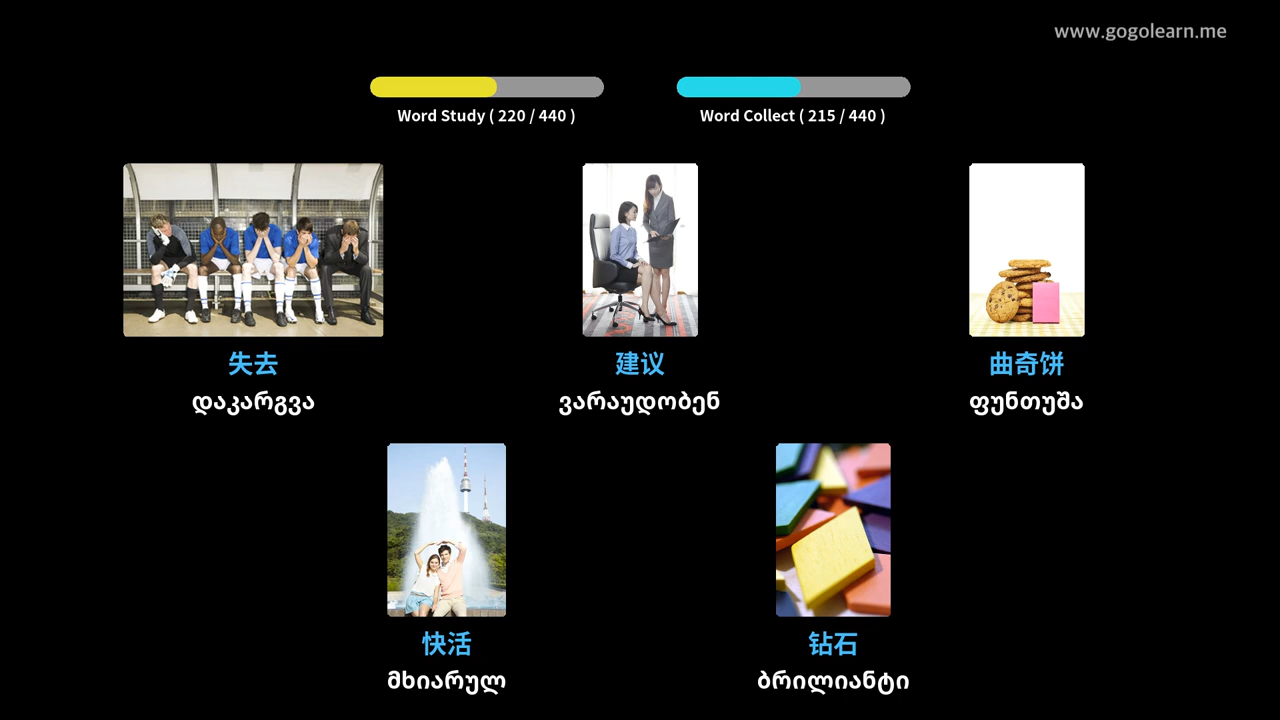 www.gogolearn.me
Word Study ( 220 / 440 )
Word Collect ( 215 / 440 )
失去
დაკარგვა
建议
ვარაუდობენ
曲奇饼
ფუნთუშა
快活
მხიარულ
钻石
ბრილიანტი